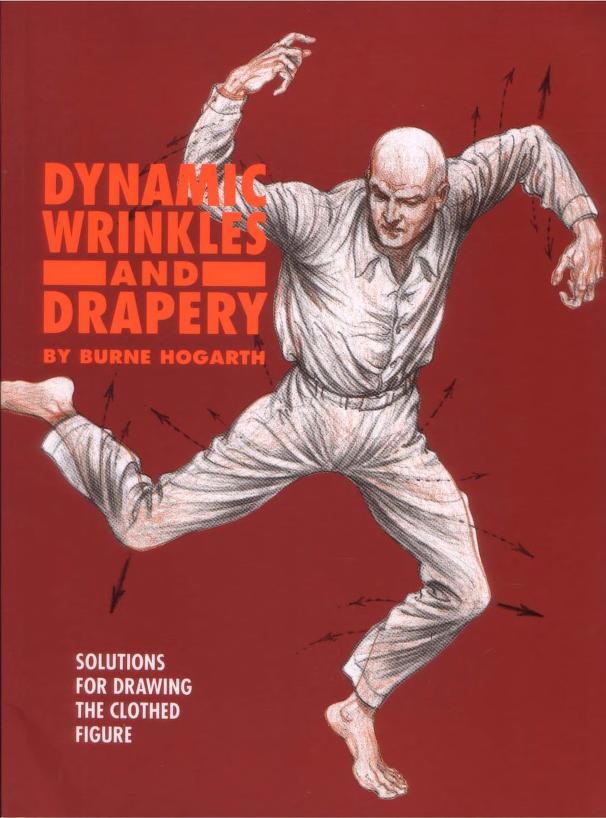 DYNAMIC
WRINKLES
AND
DRAPERY
BY BURNE HOGARTH
SOLUTIONS
FOR DRAWING
THE CLOTHED
FIGURE